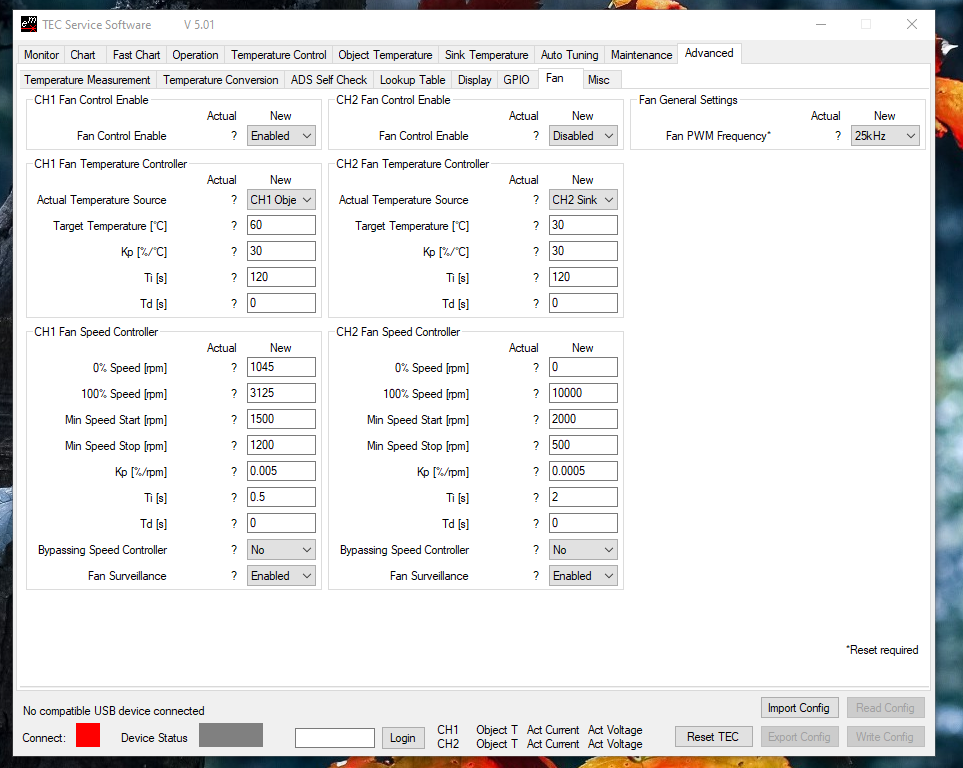 eM TEC Service Software V 5.01
Monitor Chart Fast Chart Operation Temperature Control Object Temperature Sink Temperature Auto Tuning Maintenance Advanced
Temperature Measurement Temperature Conversion ADS Self Check Lookup Table Display GPIO Fan Misc
CH1 Fan Control Enable
Actual New
Fan Control Enable ? Enabled
CH2 Fan Control Enable
Actual New
Fan Control Enable ? Disabled
Fan General Settings
Actual New
Fan PWM Frequency* ? 25kHz
CH1 Fan Temperature Controller
Actual New
Actual Temperature Source ? CH1 Obje
Target Temperature [°C] ? 60
Kp [%/°C] ? 30
Ti [s] ? 120
Td [s] ? 0
CH2 Fan Temperature Controller
Actual New
Actual Temperature Source ? CH2 Sink
Target Temperature [°C] ? 30
Kp [%/°C] ? 30
Ti [s] ? 120
Td [s] ? 0
CH1 Fan Speed Controller
Actual New
0% Speed [rpm] ? 1045
100% Speed [rpm] ? 3125
Min Speed Start [rpm] ? 1500
Min Speed Stop [rpm] ? 1200
Kp [%/rpm] ? 0.005
Ti [s] ? 0.5
Td [s] ? 0
Bypassing Speed Controller ? No
Fan Surveillance ? Enabled
CH2 Fan Speed Controller
Actual New
0% Speed [rpm] ? 0
100% Speed [rpm] ? 10000
Min Speed Start [rpm] ? 2000
Min Speed Stop [rpm] ? 500
Kp [%/rpm] ? 0.0005
Ti [s] ? 2
Td [s] ? 0
Bypassing Speed Controller ? No
Fan Surveillance ? Enabled
*Reset required
No compatible USB device connected
Connect: Device Status Login
CH1 Object T Act Current Act Voltage
CH2 Object T Act Current Act Voltage
Import Config Read Config
Reset TEC Export Config Write Config